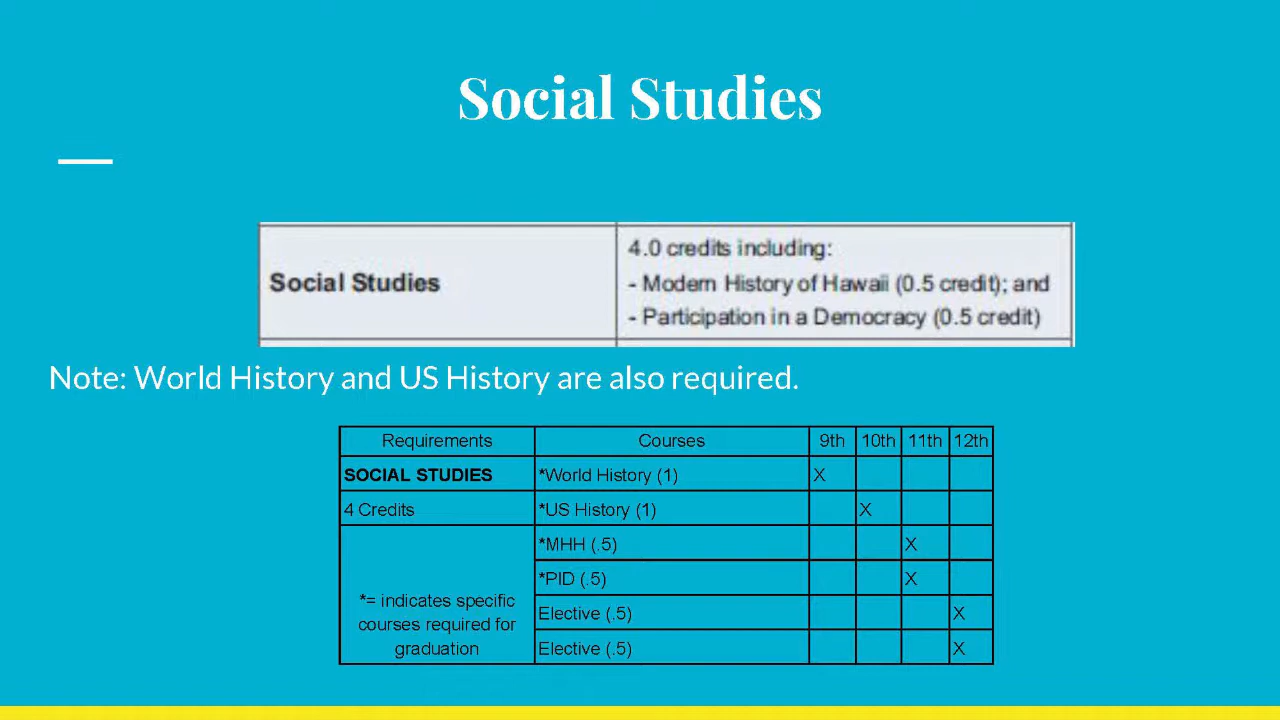 Social Studies
Social Studies
4.0 credits including:
- Modern History of Hawaii (0.5 credit); and
- Participation in a Democracy (0.5 credit)
Note: World History and US History are also required.
Requirements Courses 9th 10th 11th 12th
SOCIAL STUDIES *World History (1) X
4 Credits *US History (1) X
*MHH (.5) X
*PID (.5) X
*= indicates specific
courses required for
graduation
Elective (.5) X
Elective (.5) X